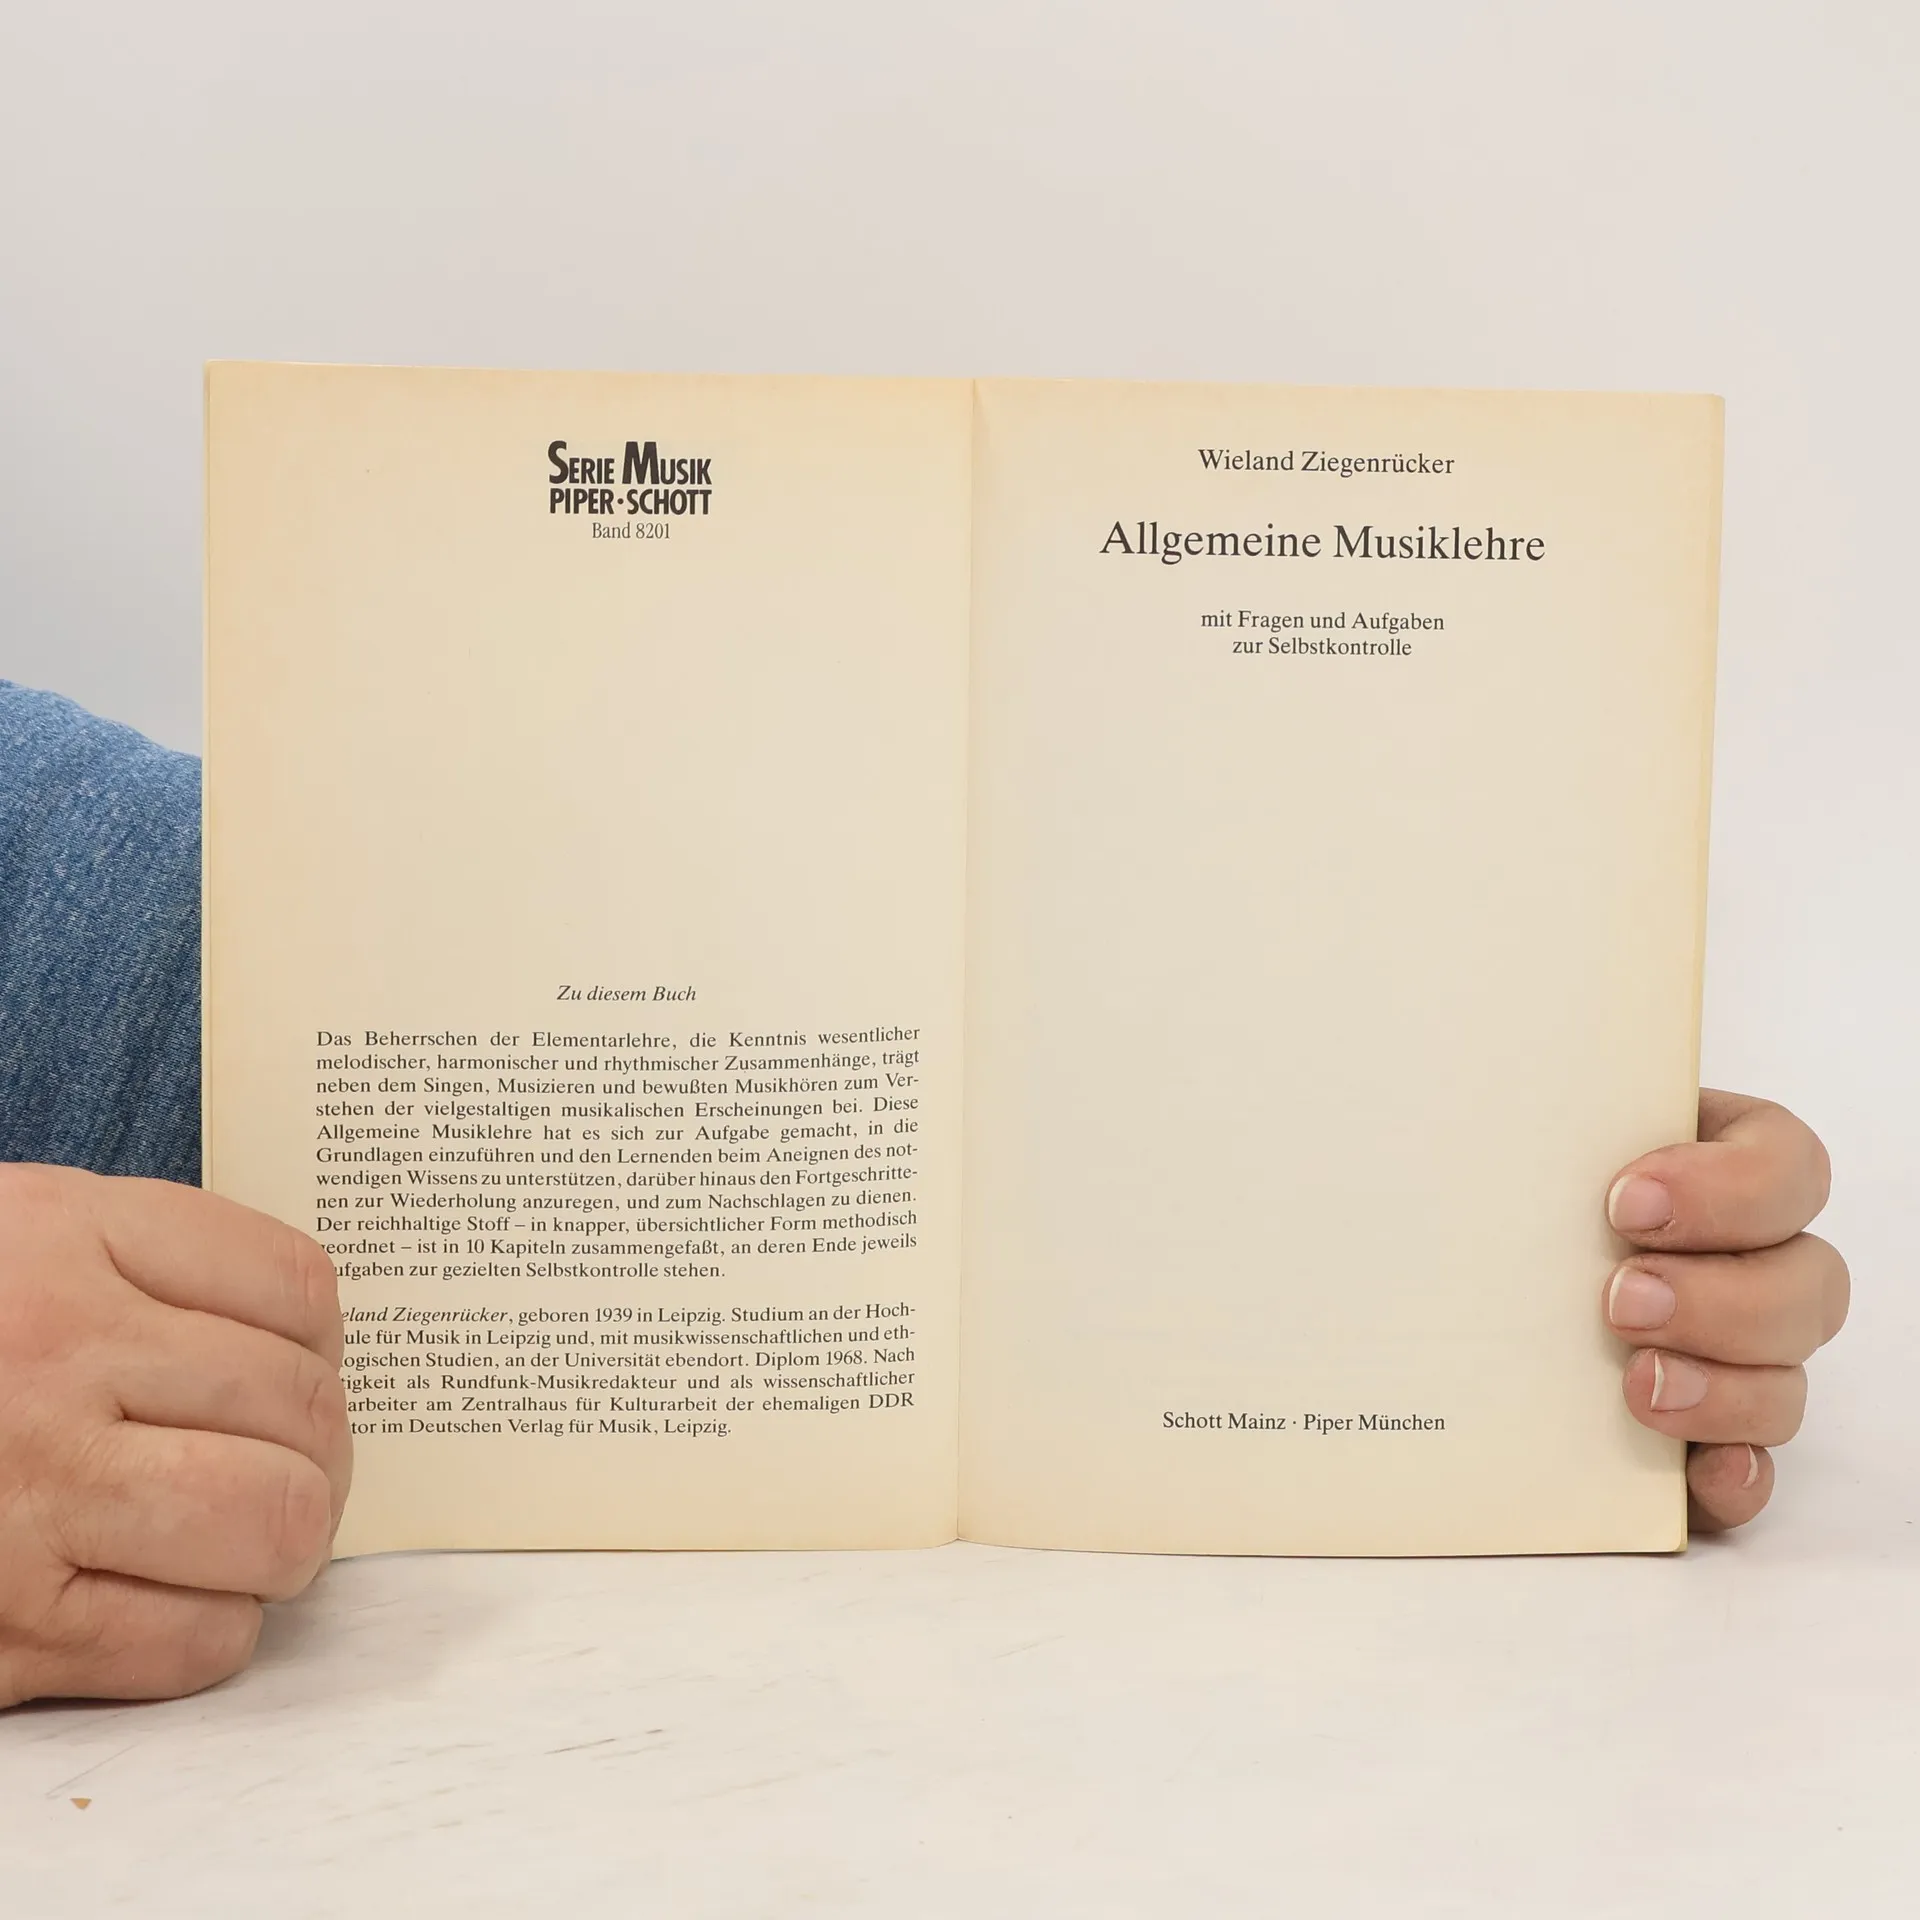 SERIE MUSIK
PIPER·SCHOTT
Band 8201
Zu diesem Buch
Das Beherrschen der Elementarlehre, die Kenntnis wesentlicher
melodischer, harmonischer und rhythmischer Zusammenhänge, trägt
neben dem Singen, Musizieren und bewußten Musikhören zum Ver-
stehen der vielgestaltigen musikalischen Erscheinungen bei. Diese
Allgemeine Musiklehre hat es sich zur Aufgabe gemacht, in die
Grundlagen einzuführen und den Lernenden beim Aneignen des not-
wendigen Wissens zu unterstützen, darüber hinaus den Fortgeschritte-
nen zur Wiederholung anzuregen, und zum Nachschlagen zu dienen.
Der reichhaltige Stoff – in knapper, übersichtlicher Form methodisch
eordnet – ist in 10 Kapiteln zusammengefaßt, an deren Ende jeweils
ufgaben zur gezielten Selbstkontrolle stehen.
eland Ziegenrücker, geboren 1939 in Leipzig. Studium an der Hoch-
ule für Musik in Leipzig und, mit musikwissenschaftlichen und eth-
ogischen Studien, an der Universität ebendort. Diplom 1968. Nach
tigkeit als Rundfunk-Musikredakteur und als wissenschaftlicher
arbeiter am Zentralhaus für Kulturarbeit der ehemaligen DDR
tor im Deutschen Verlag für Musik, Leipzig.
Wieland Ziegenrücker
Allgemeine Musiklehre
mit Fragen und Aufgaben
zur Selbstkontrolle
Schott Mainz · Piper München